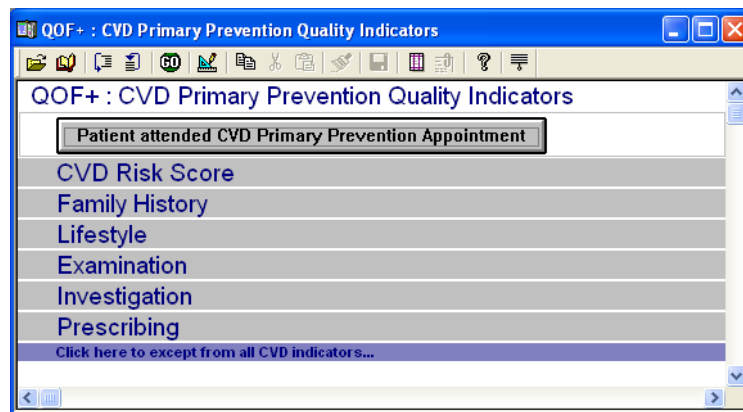 QOF+ : CVD Primary Prevention Quality Indicators
GO
QOF+ : CVD Primary Prevention Quality Indicators
Patient attended CVD Primary Prevention Appointment
CVD Risk Score
Family History
Lifestyle
Examination
Investigation
Prescribing
Click here to except from all CVD indicators...